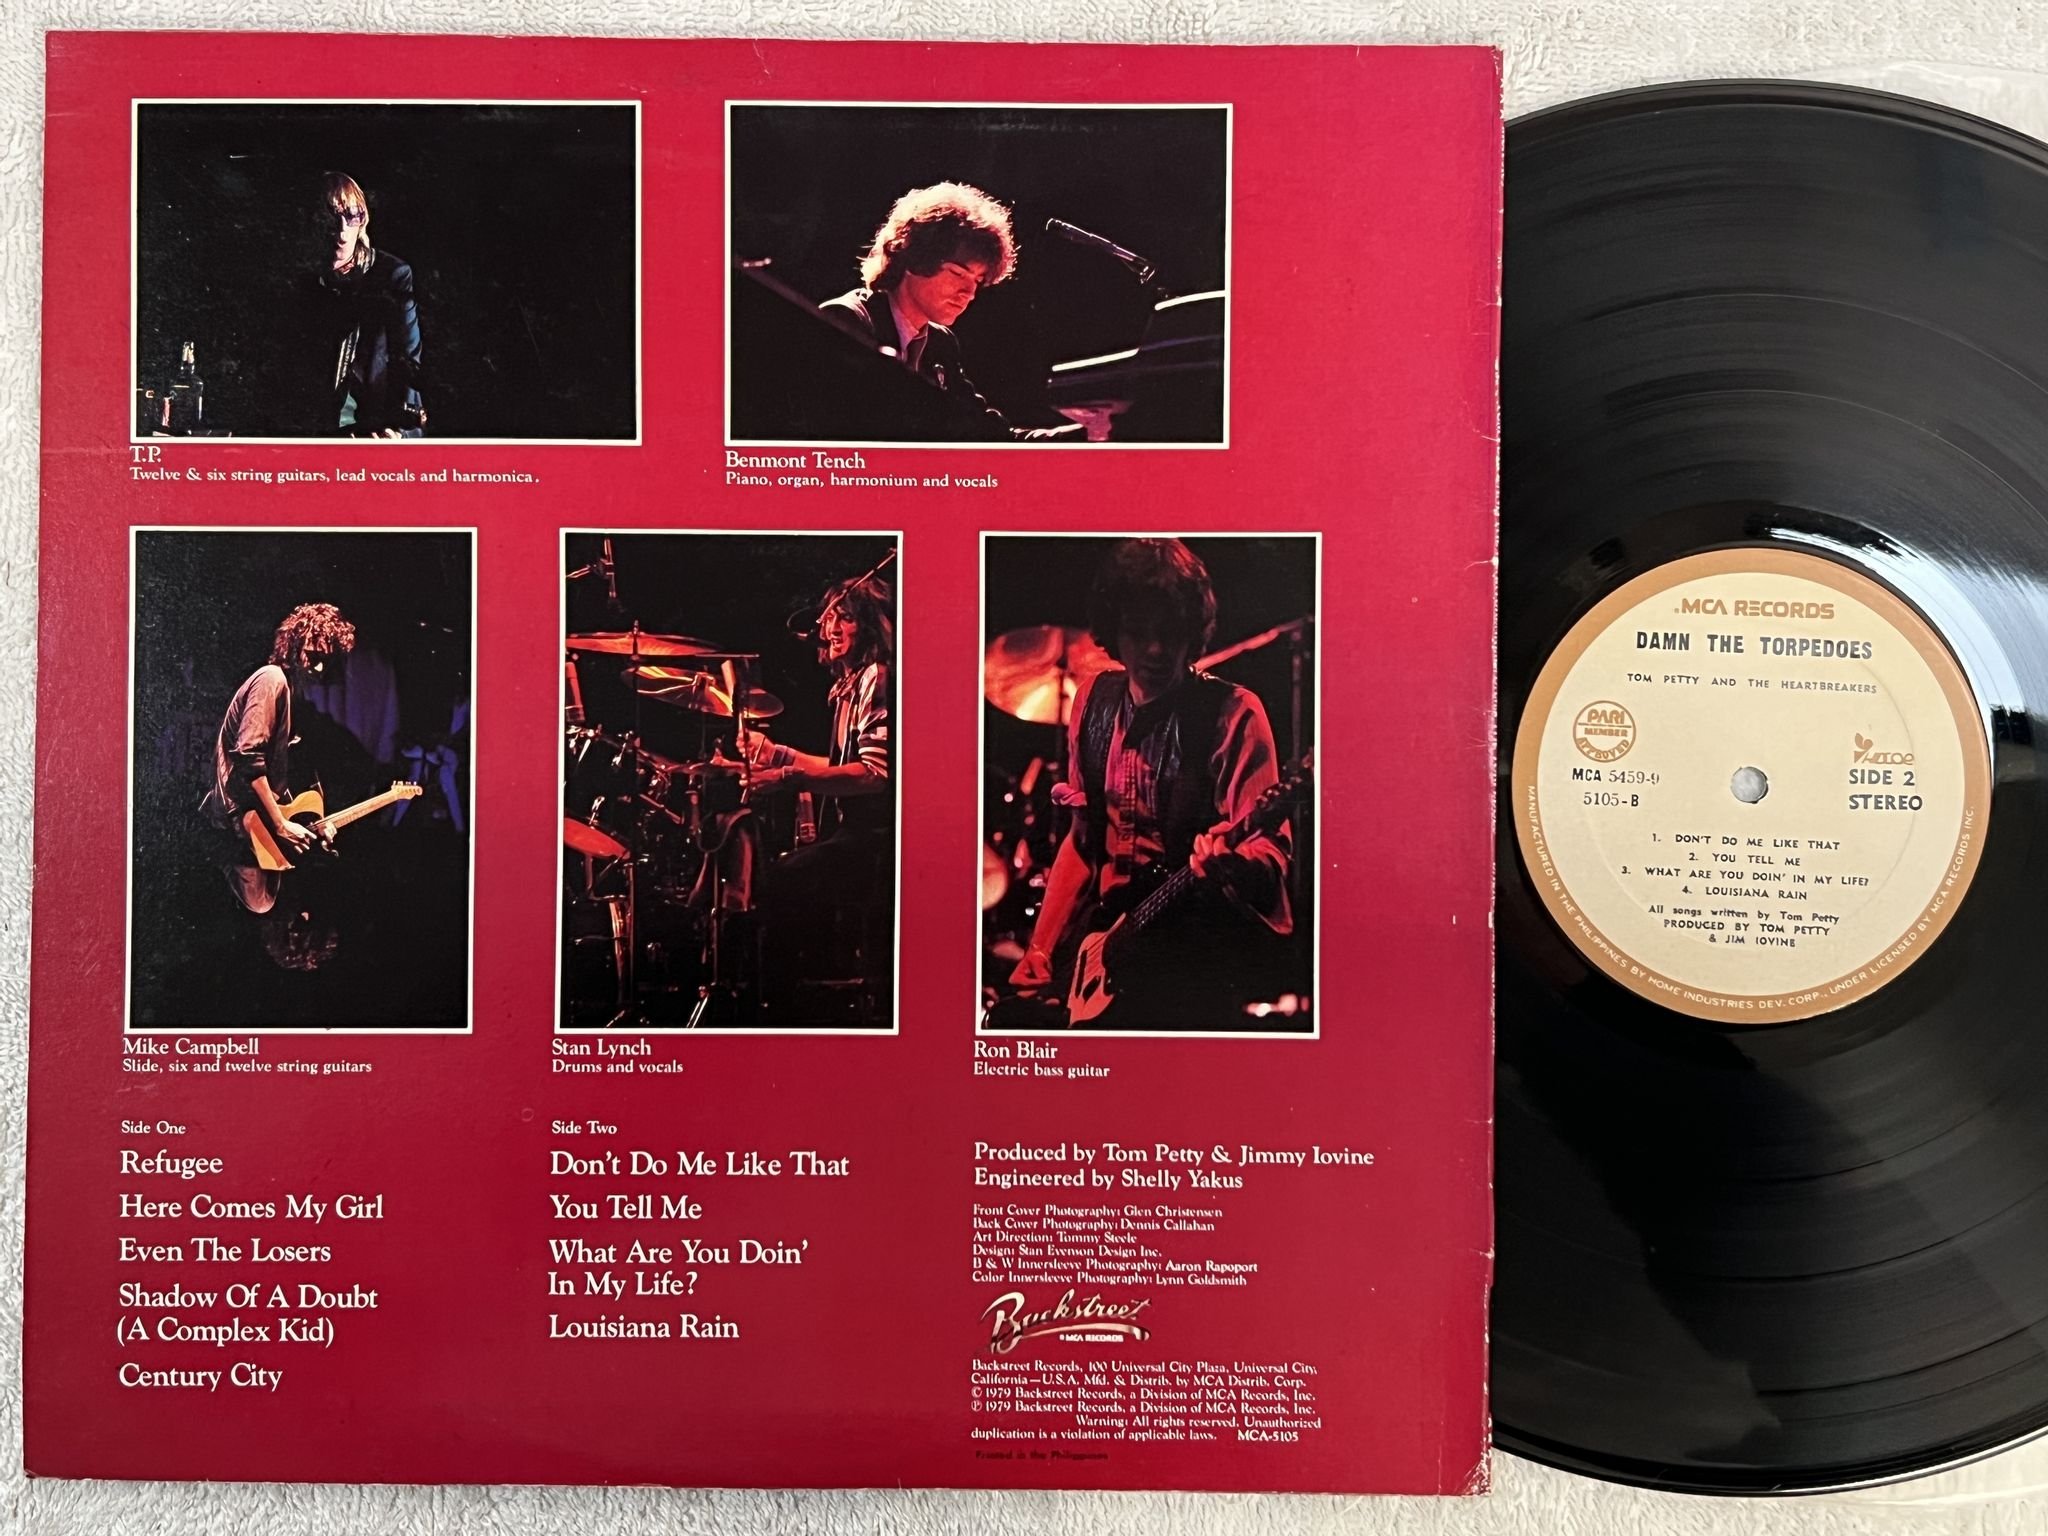 T.P.
Twelve & six string guitars, lead vocals and harmonica.
Benmont Tench
Piano, organ, harmonium and vocals
Mike Campbell
Slide, six and twelve string guitars
Stan Lynch
Drums and vocals
Ron Blair
Electric bass guitar
Side One
Refugee
Here Comes My Girl
Even The Losers
Shadow Of A Doubt
(A Complex Kid)
Century City
Side Two
Don't Do Me Like That
You Tell Me
What Are You Doin'
In My Life?
Louisiana Rain
Produced by Tom Petty & Jimmy Iovine
Engineered by Shelly Yakus
Front Cover Photography: Glen Christensen
Back Cover Photography: Dennis Callahan
Art Direction: Tommy Steele
Design: Stan Evenson Design Inc.
B & W Innersleeve Photography: Aaron Rapoport
Color Innersleeve Photography: Lynn Goldsmith
Backstreet
MCA RECORDS
Backstreet Records, 100 Universal City Plaza, Universal City,
California—U.S.A. Mfd. & Distrib. by MCA Distrib. Corp.
© 1979 Backstreet Records, a Division of MCA Records, Inc.
℗ 1979 Backstreet Records, a Division of MCA Records, Inc.
Warning: All rights reserved. Unauthorized
duplication is a violation of applicable laws. MCA-5105
Printed in the Philippines
MCA RECORDS
DAMN THE TORPEDOES
TOM PETTY AND THE HEARTBREAKERS
PARI
MEMBER
APPROVED
MCA 5459-9
5105-B
SIDE 2
STEREO
1. DON'T DO ME LIKE THAT
2. YOU TELL ME
3. WHAT ARE YOU DOIN' IN MY LIFE?
4. LOUISIANA RAIN
All songs written by Tom Petty
PRODUCED BY TOM PETTY
& JIM IOVINE
MANUFACTURED IN THE PHILIPPINES BY HOME INDUSTRIES DEV. CORP., UNDER LICENSED BY MCA RECORDS INC.